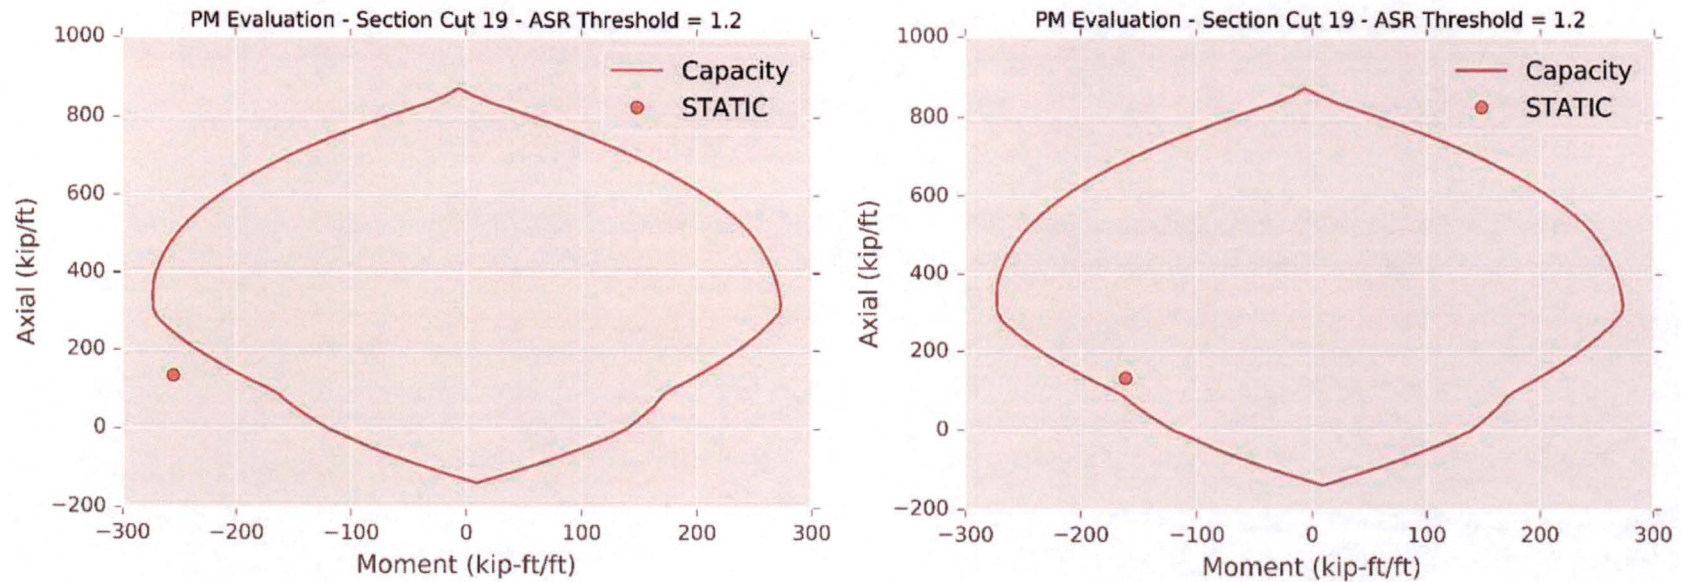 PM Evaluation - Section Cut 19 - ASR Threshold = 1.2
Capacity
STATIC
1000
800
600
400
200
0
−200
Axial (kip/ft)
−300
−200
−100
0
100
200
300
Moment (kip-ft/ft)
PM Evaluation - Section Cut 19 - ASR Threshold = 1.2
Capacity
STATIC
1000
800
600
400
200
0
−200
Axial (kip/ft)
−300
−200
−100
0
100
200
300
Moment (kip-ft/ft)